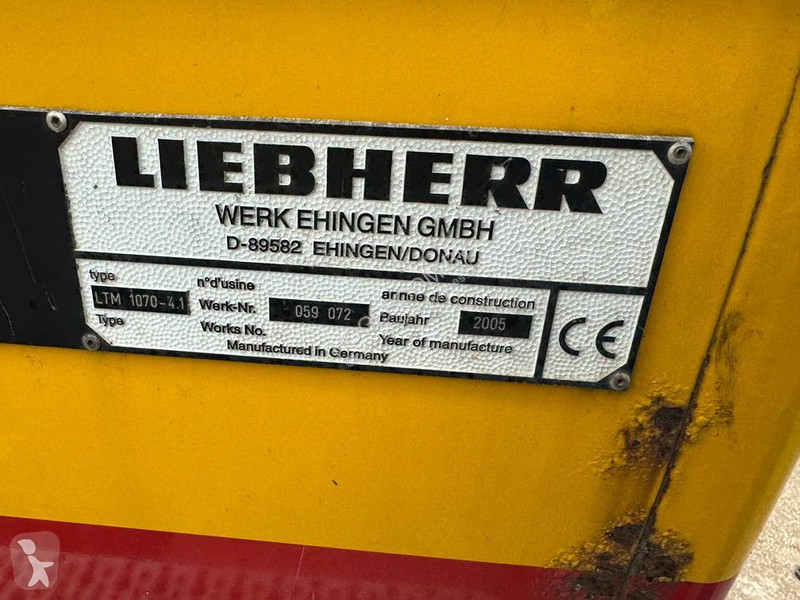 LIEBHERR
WERK EHINGEN GMBH
D-89582 EHINGEN/DONAU
type
LTM 1070-4.1
Type
n°d'usine
Werk-Nr. 059 072
Works No.
annee de construction
Baujahr 2005
Year of manufacture
Manufactured in Germany
CE